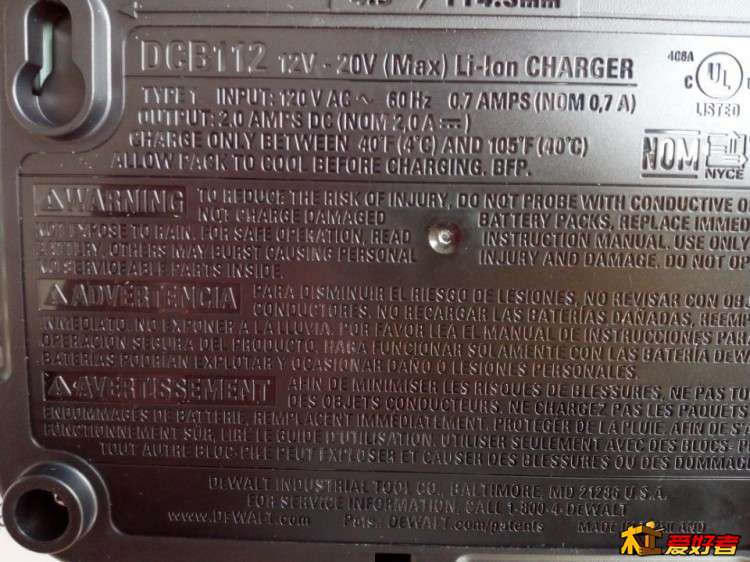 114.3mm
DCB112 12V - 20V (Max) Li-Ion CHARGER
408A
C UL
LISTED
TYPE 1 INPUT: 120 V AC ~ 60 Hz 0.7 AMPS (NOM 0,7 A)
OUTPUT: 2.0 AMPS DC (NOM 2,0 A ⎓)
CHARGE ONLY BETWEEN 40°F (4°C) AND 105°F (40°C)
ALLOW PACK TO COOL BEFORE CHARGING. BFP.
NOM
NYCE
⚠WARNING TO REDUCE THE RISK OF INJURY, DO NOT PROBE WITH CONDUCTIVE
NOT CHARGE DAMAGED BATTERY PACKS, REPLACE
NOT EXPOSE TO RAIN. FOR SAFE OPERATION, READ INSTRUCTION MANUAL. USE ONLY
OTHERS MAY BURST CAUSING PERSONAL INJURY AND DAMAGE. DO NOT
NO SERVICEABLE PARTS INSIDE.
⚠ADVERTENCIA PARA DISMINUIR EL RIESGO DE LESIONES, NO REVISAR CON
CONDUCTORES, NO RECARGAR LAS BATERÍAS DAÑADAS,
INMEDIATO. NO EXPONER A LA LLUVIA. POR FAVOR LEA EL MANUAL DE INSTRUCCIONES PARA
OPERACIÓN SEGURA DEL PRODUCTO. HAGA FUNCIONAR SOLAMENTE CON LAS BATERÍA
BATERÍAS PODRÍAN EXPLOTAR Y OCASIANAR DAÑO O LESIONES PERSONALES.
⚠AVERTISSEMENT AFIN DE MINIMISER LES RISQUES DE BLESSURES, NE PAS
DES OBJETS CONDUCTEURS, NE CHARGEZ PAS LES PAQUETS
ENDOMMAGÉS DE BATTERIE, REMPLACENT IMMÉDIATEMENT. PROTÉGER DE LA PLUIE. AFIN DE
FONCTIONNEMENT SÛR, LIRE LE GUIDE D'UTILISATION. UTILISER SEULEMENT AVEC DES BLOCS-
TOUT AUTRE BLOC-PILE PEUT EXPLOSER ET CAUSER DES BLESSURES OU DES DOMMAGES
DEWALT INDUSTRIAL TOOL CO., BALTIMORE, MD 21286 U.S.A.
FOR SERVICE INFORMATION, CALL 1-800-4-DEWALT
www.DEWALT.com Pats. DEWALT.com/patents MADE
爱好者